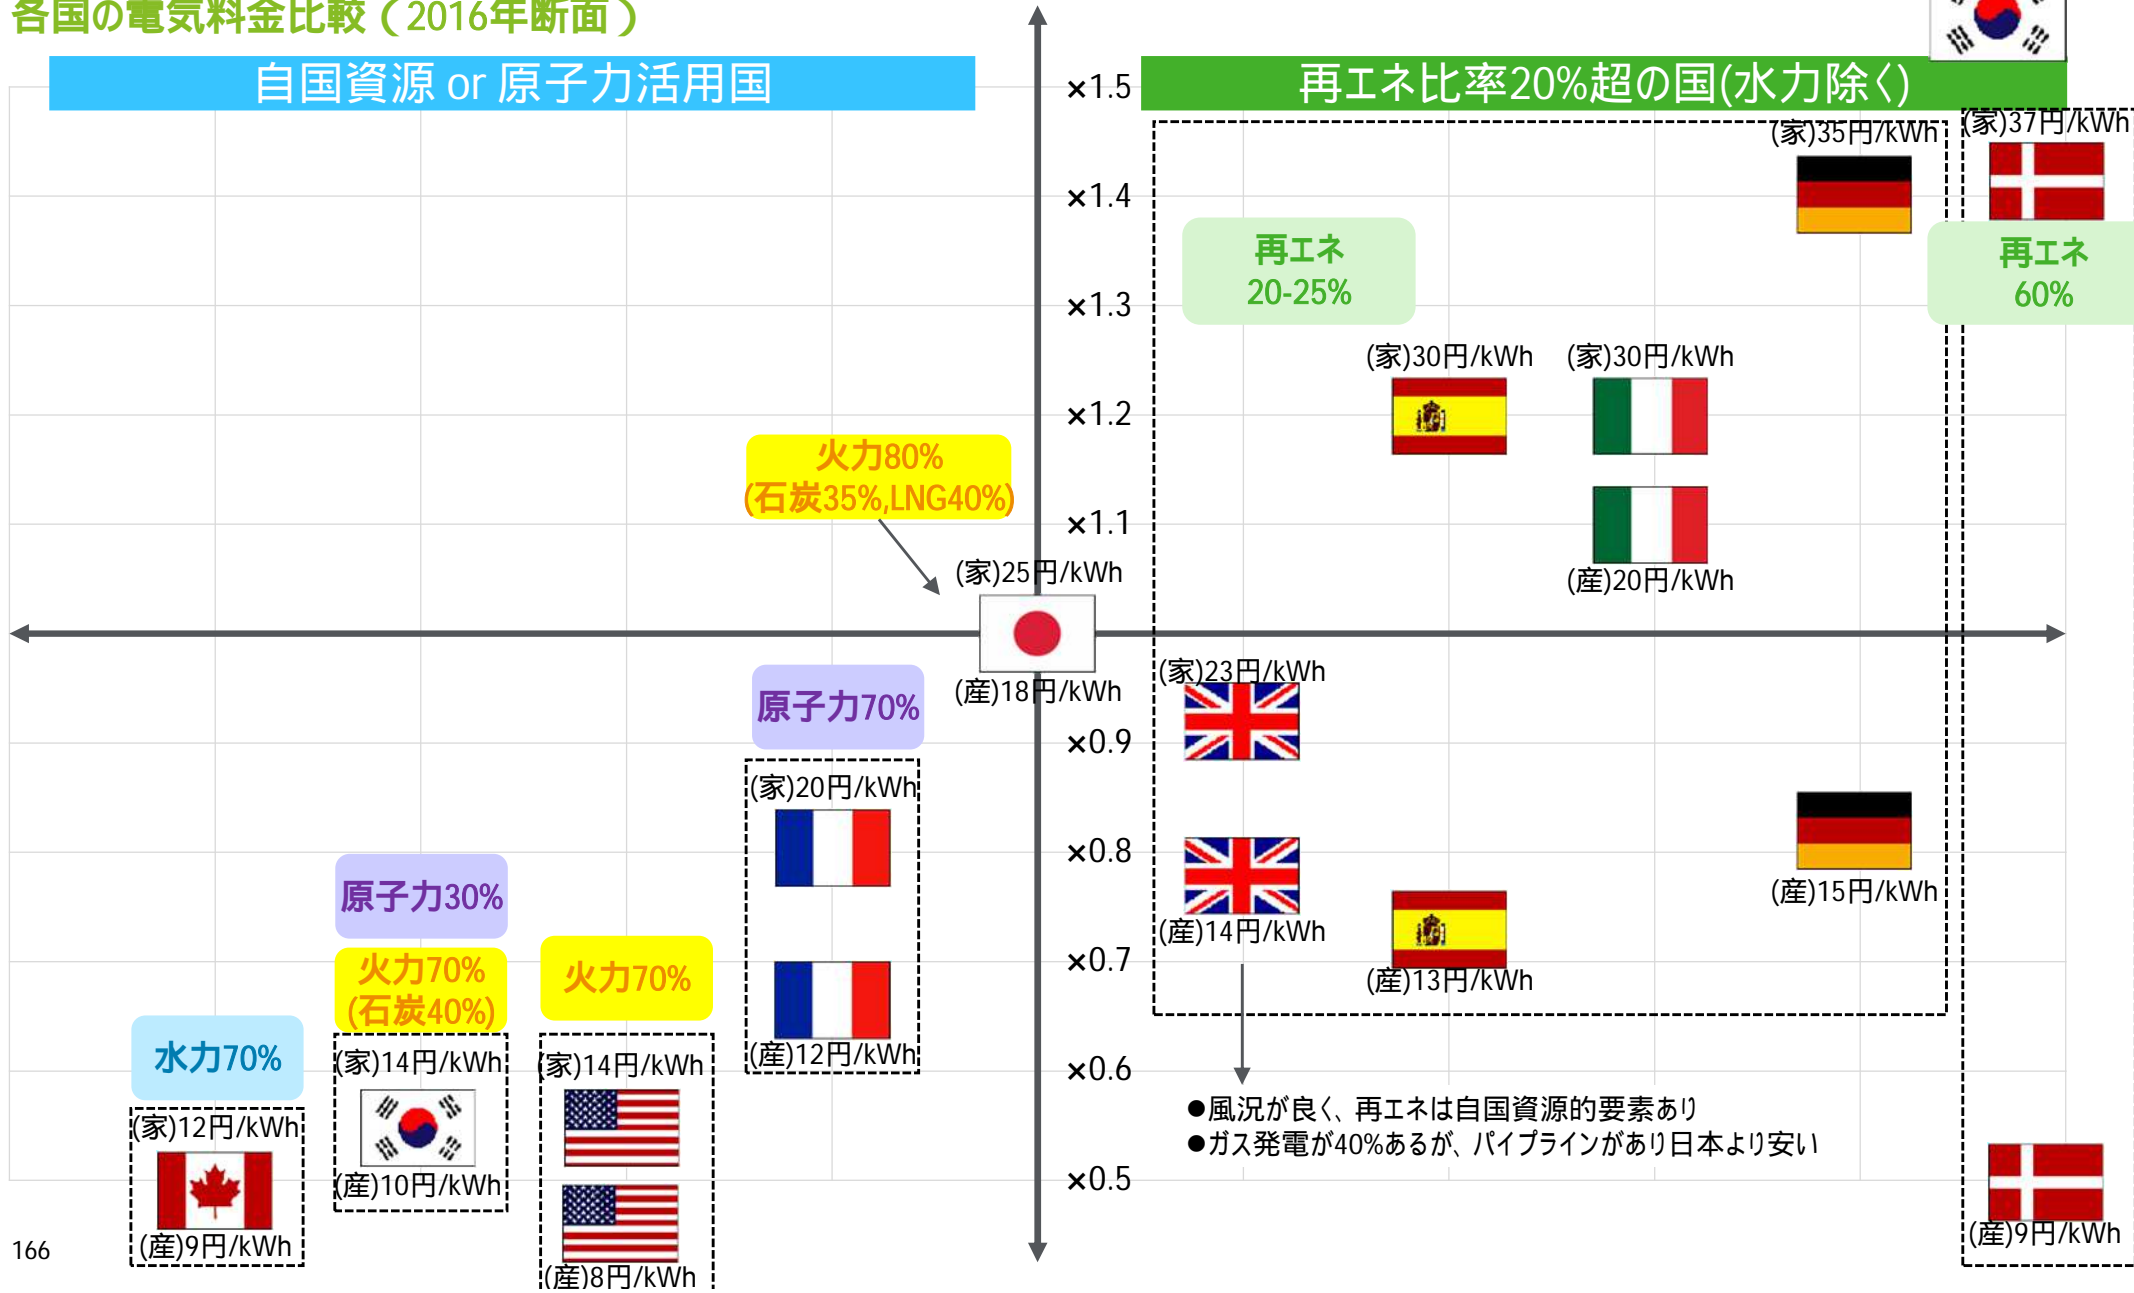 各国の電気料金比較（2016年断面）
自国資源 or 原子力活用国
再エネ比率20%超の国(水力除く)
×1.5
×1.4
×1.3
×1.2
×1.1
×0.9
×0.8
×0.7
×0.6
×0.5
(家)35円/kWh
(家)37円/kWh
再エネ
20-25%
再エネ
60%
(家)30円/kWh
(家)30円/kWh
(産)20円/kWh
火力80%
(石炭35%,LNG40%)
(家)25円/kWh
(産)18円/kWh
(家)23円/kWh
(産)14円/kWh
(産)13円/kWh
(産)15円/kWh
原子力70%
(家)20円/kWh
(産)12円/kWh
原子力30%
火力70%
(石炭40%)
(家)14円/kWh
(産)10円/kWh
火力70%
(家)14円/kWh
(産)8円/kWh
水力70%
(家)12円/kWh
(産)9円/kWh
●風況が良く、再エネは自国資源的要素あり
●ガス発電が40%あるが、パイプラインがあり日本より安い
(産)9円/kWh
166